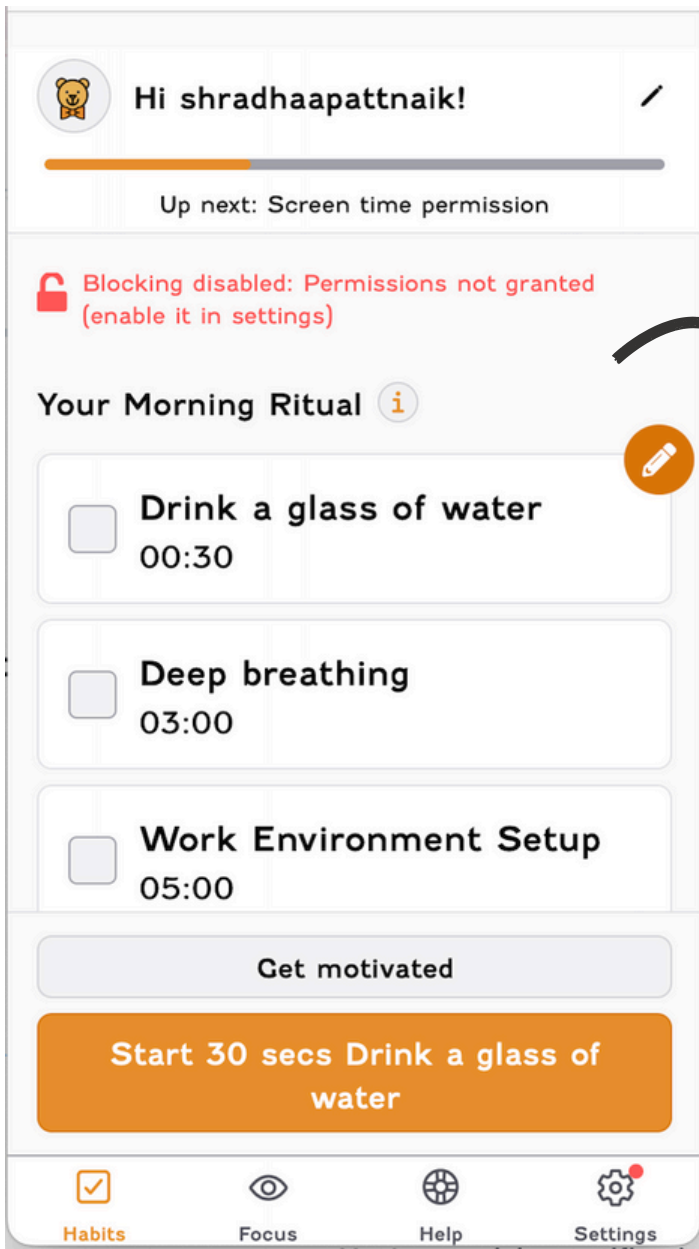 Hi shradhaapattnaik!
Up next: Screen time permission
Blocking disabled: Permissions not granted
(enable it in settings)
Your Morning Ritual i
Drink a glass of water
00:30
Deep breathing
03:00
Work Environment Setup
05:00
Get motivated
Start 30 secs Drink a glass of
water
Habits Focus Help Settings